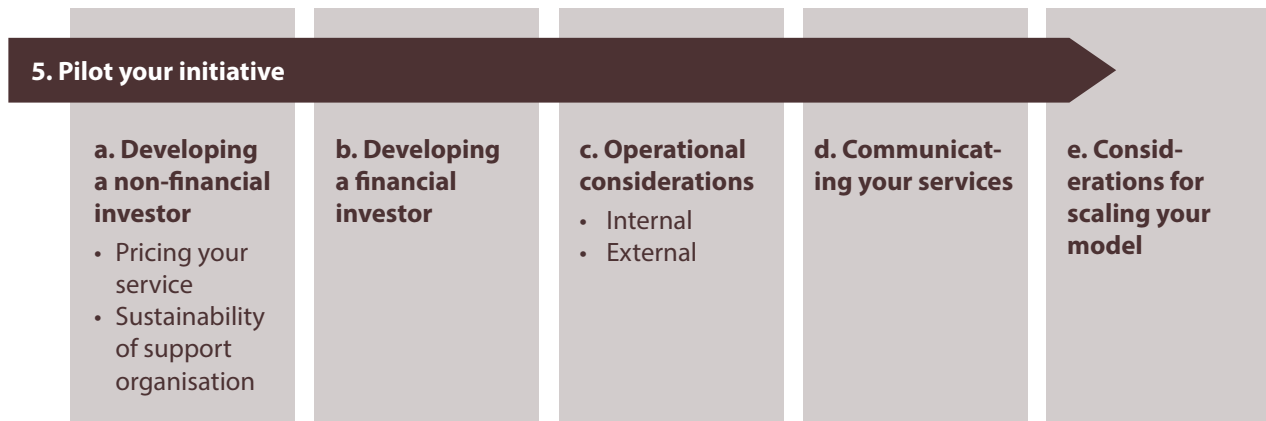 5. Pilot your initiative
a. Developing
a non-financial
investor
• Pricing your
service
• Sustainability
of support
organisation
b. Developing
a financial
investor
c. Operational
considerations
• Internal
• External
d. Communicat-
ing your services
e. Consid-
erations for
scaling your
model